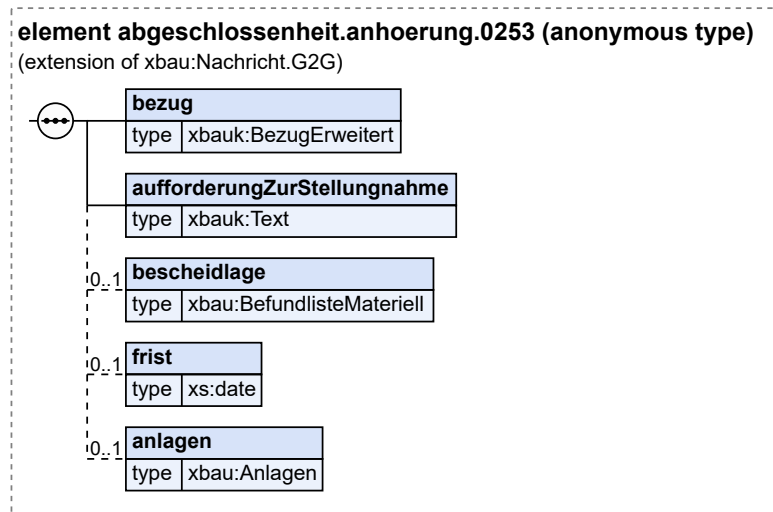 element abgeschlossenheit.anhoerung.0253 (anonymous type)
(extension of xbau:Nachricht.G2G)
bezug
type xbauk:BezugErweitert
aufforderungZurStellungnahme
type xbauk:Text
0..1 bescheidlage
type xbau:BefundlisteMateriell
0..1 frist
type xs:date
0..1 anlagen
type xbau:Anlagen